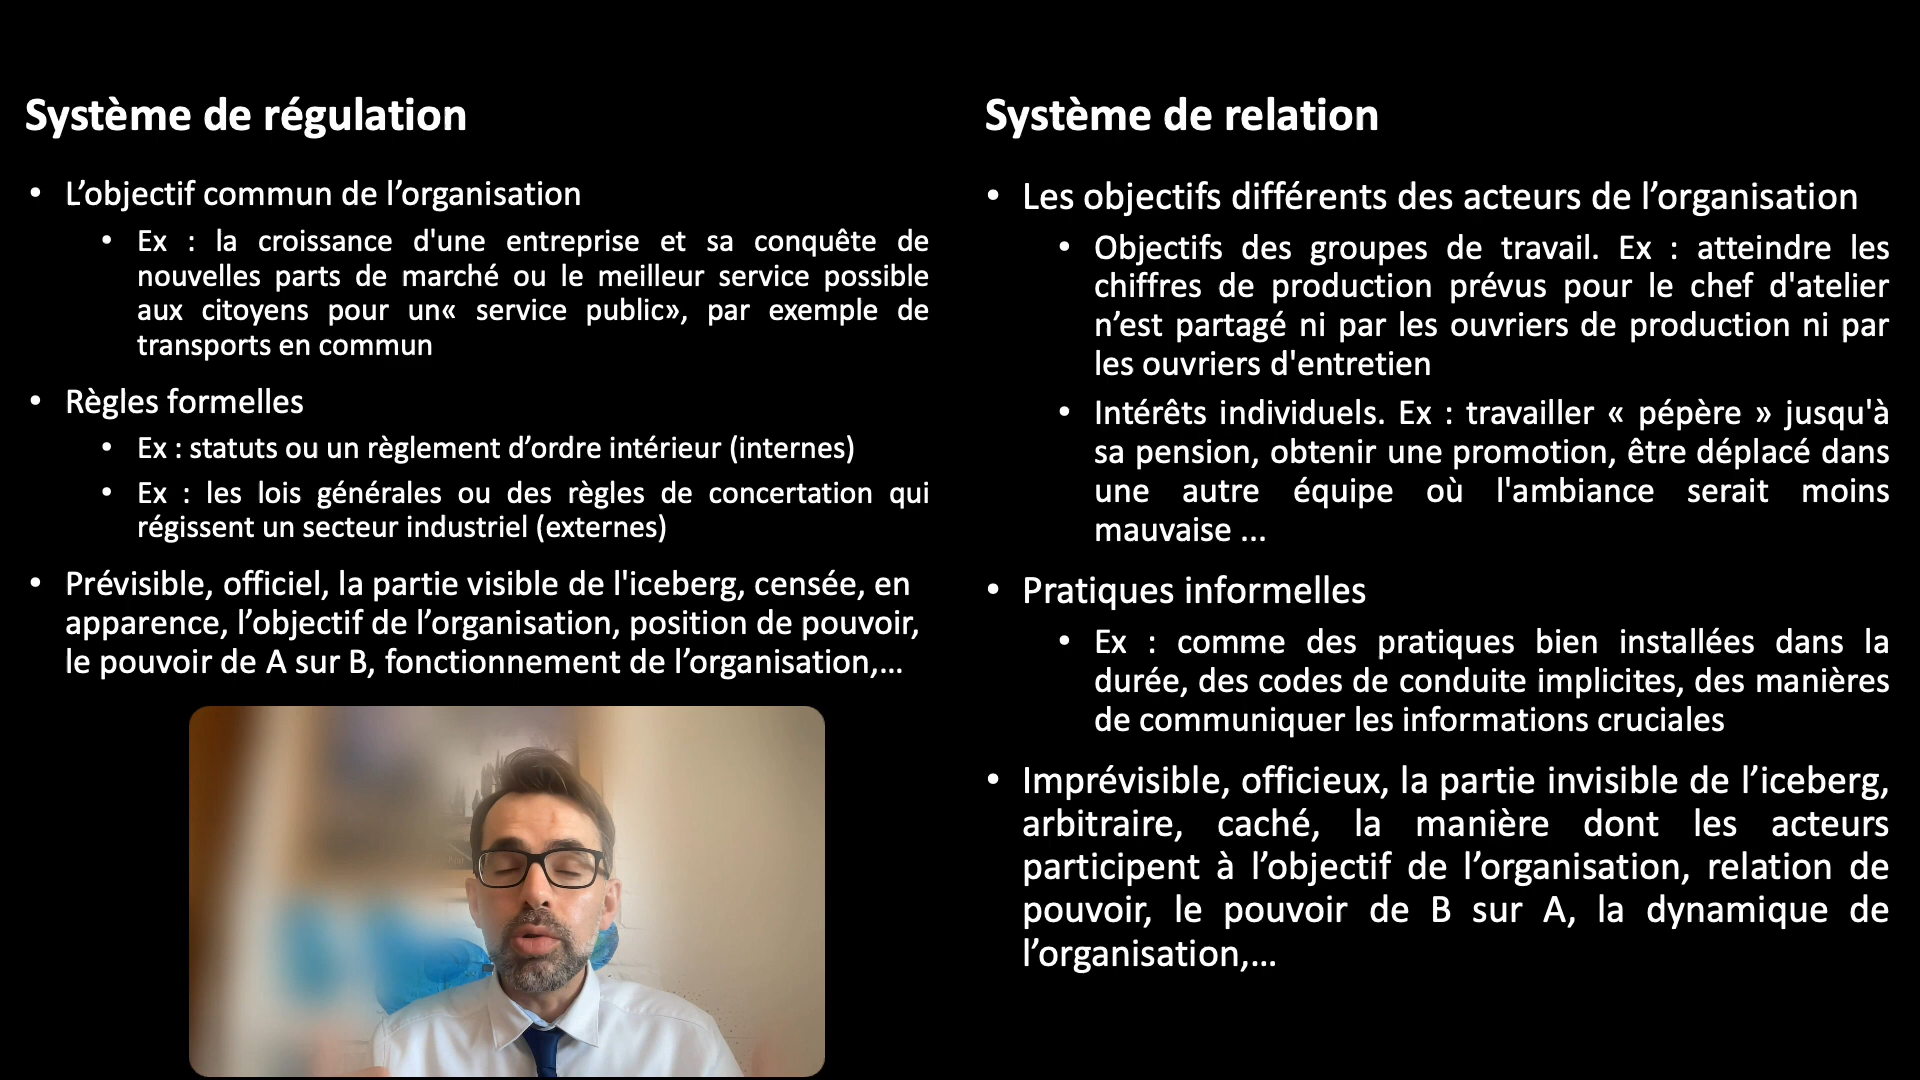 Système de régulation
• L’objectif commun de l’organisation
• Ex : la croissance d'une entreprise et sa conquête de
nouvelles parts de marché ou le meilleur service possible
aux citoyens pour un« service public», par exemple de
transports en commun
• Règles formelles
• Ex : statuts ou un règlement d’ordre intérieur (internes)
• Ex : les lois générales ou des règles de concertation qui
régissent un secteur industriel (externes)
• Prévisible, officiel, la partie visible de l'iceberg, censée, en
apparence, l’objectif de l’organisation, position de pouvoir,
le pouvoir de A sur B, fonctionnement de l’organisation,...
Système de relation
• Les objectifs différents des acteurs de l’organisation
• Objectifs des groupes de travail. Ex : atteindre les
chiffres de production prévus pour le chef d'atelier
n’est partagé ni par les ouvriers de production ni par
les ouvriers d'entretien
• Intérêts individuels. Ex : travailler « pépère » jusqu'à
sa pension, obtenir une promotion, être déplacé dans
une autre équipe où l'ambiance serait moins
mauvaise ...
• Pratiques informelles
• Ex : comme des pratiques bien installées dans la
durée, des codes de conduite implicites, des manières
de communiquer les informations cruciales
• Imprévisible, officieux, la partie invisible de l’iceberg,
arbitraire, caché, la manière dont les acteurs
participent à l’objectif de l’organisation, relation de
pouvoir, le pouvoir de B sur A, la dynamique de
l’organisation,...